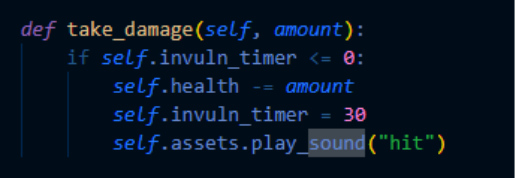 def take_damage(self, amount):
    if self.invuln_timer <= 0:
        self.health -= amount
        self.invuln_timer = 30
        self.assets.play_sound("hit")